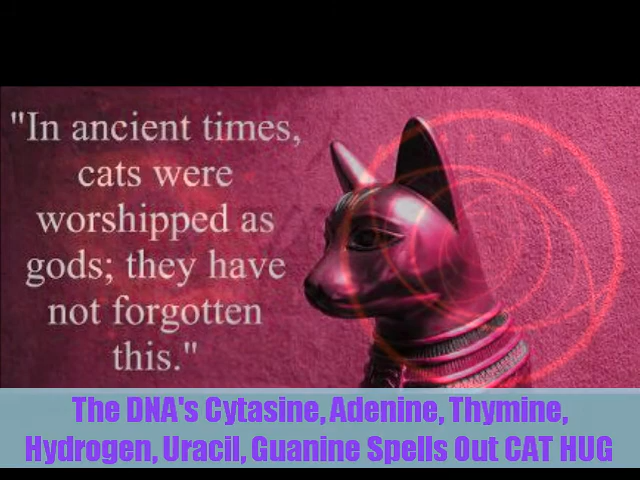 "In ancient times,
cats were
worshipped as
gods; they have
not forgotten
this."
The DNA's Cytasine, Adenine, Thymine,
Hydrogen, Uracil, Guanine Spells Out CAT HUG